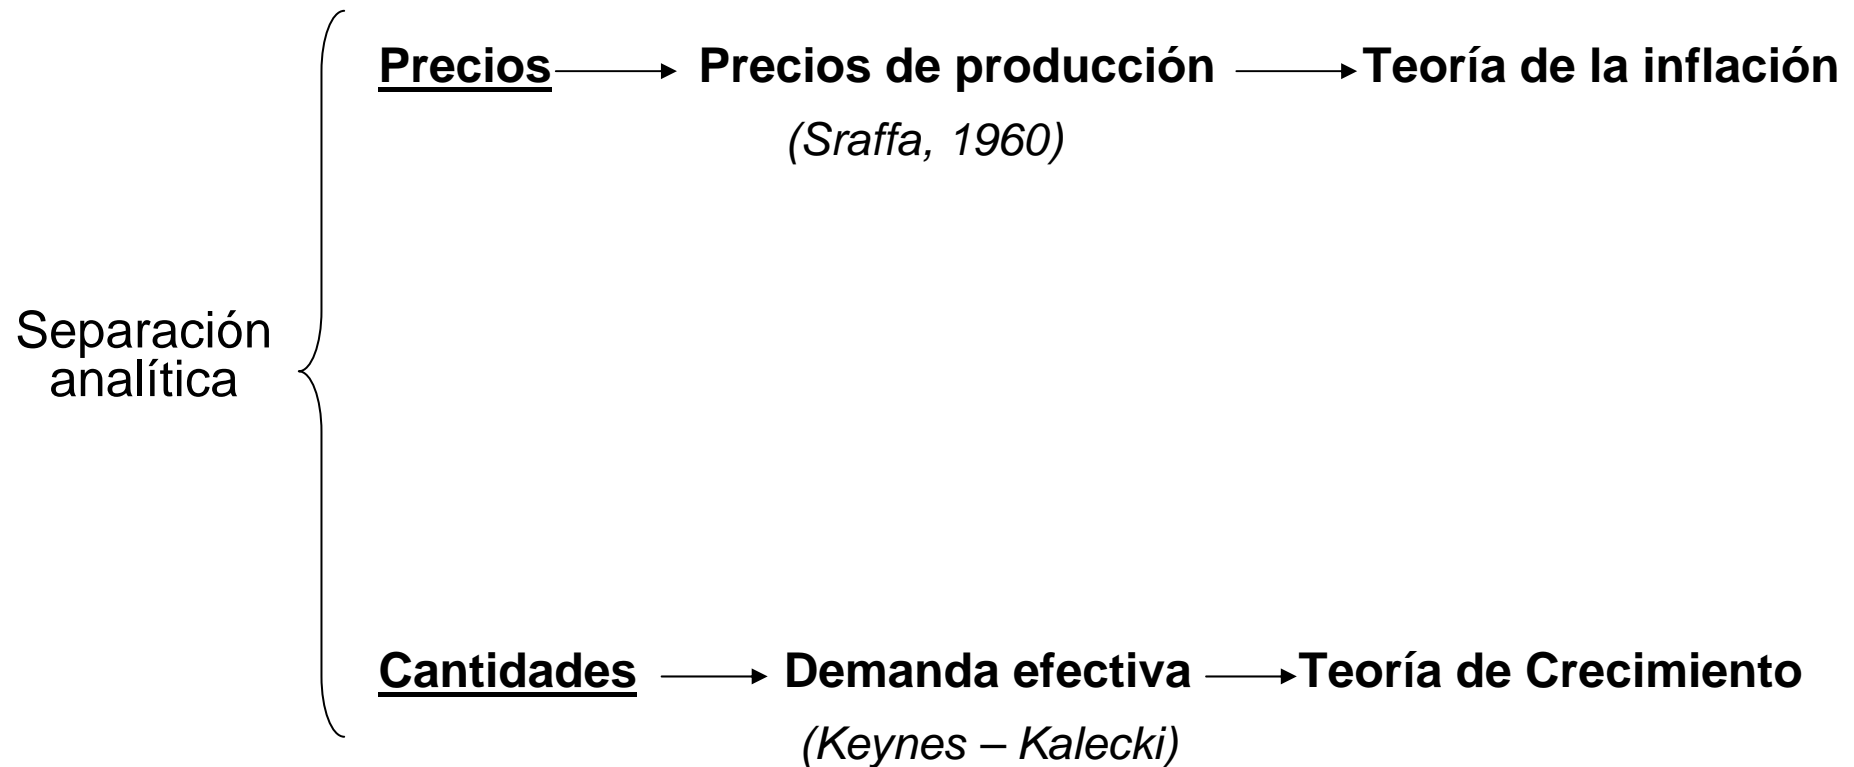 Precios Precios de producción Teoría de la inflación
(Sraffa, 1960)
Separación
analítica
Cantidades Demanda efectiva Teoría de Crecimiento
(Keynes – Kalecki)